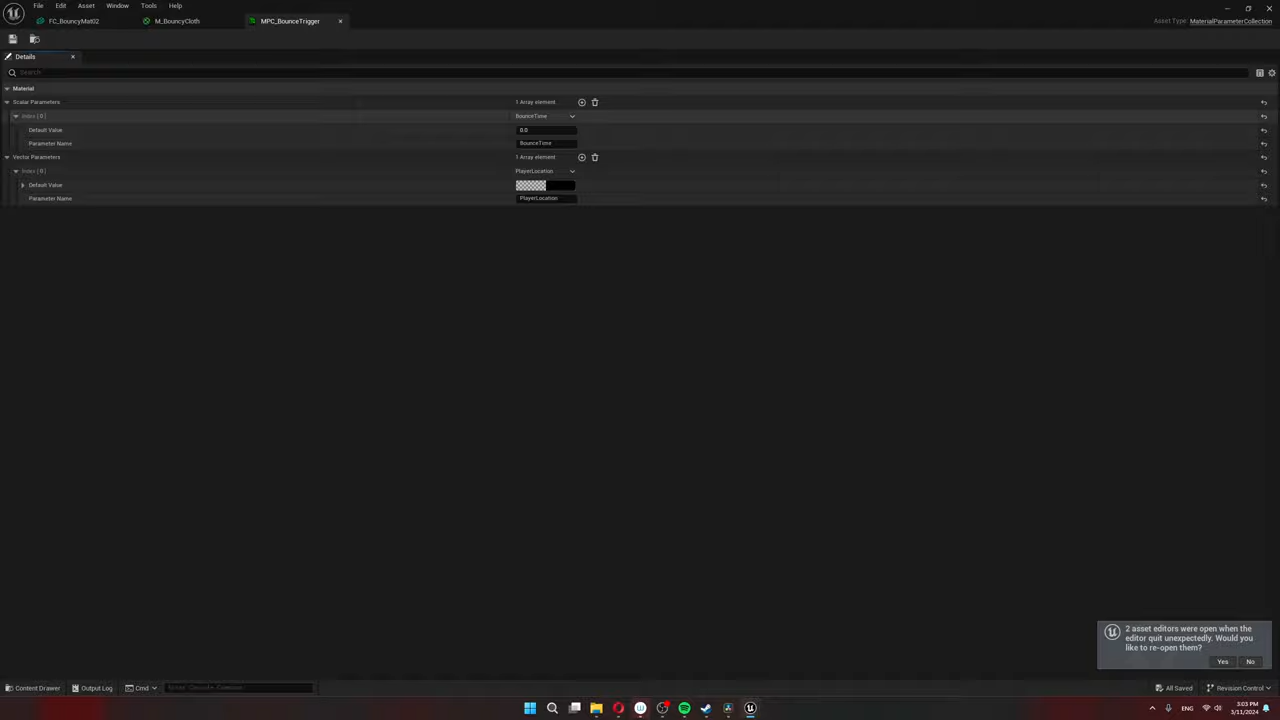 File Edit Asset Window Tools Help
FC_BouncyMat02 M_BouncyCloth MPC_BounceTrigger
Asset Type: MaterialParameterCollection
Details
Search
Material
Scalar Parameters 1 Array element
Index [ 0 ] BounceTime
Default Value 0.0
Parameter Name BounceTime
Vector Parameters 1 Array element
Index [ 0 ] PlayerLocation
Default Value
Parameter Name PlayerLocation
2 asset editors were open when the
editor quit unexpectedly. Would you
like to re-open them?
Yes No
Content Drawer Output Log Cmd Enter Console Command All Saved Revision Control
ENG 3:03 PM
3/11/2024